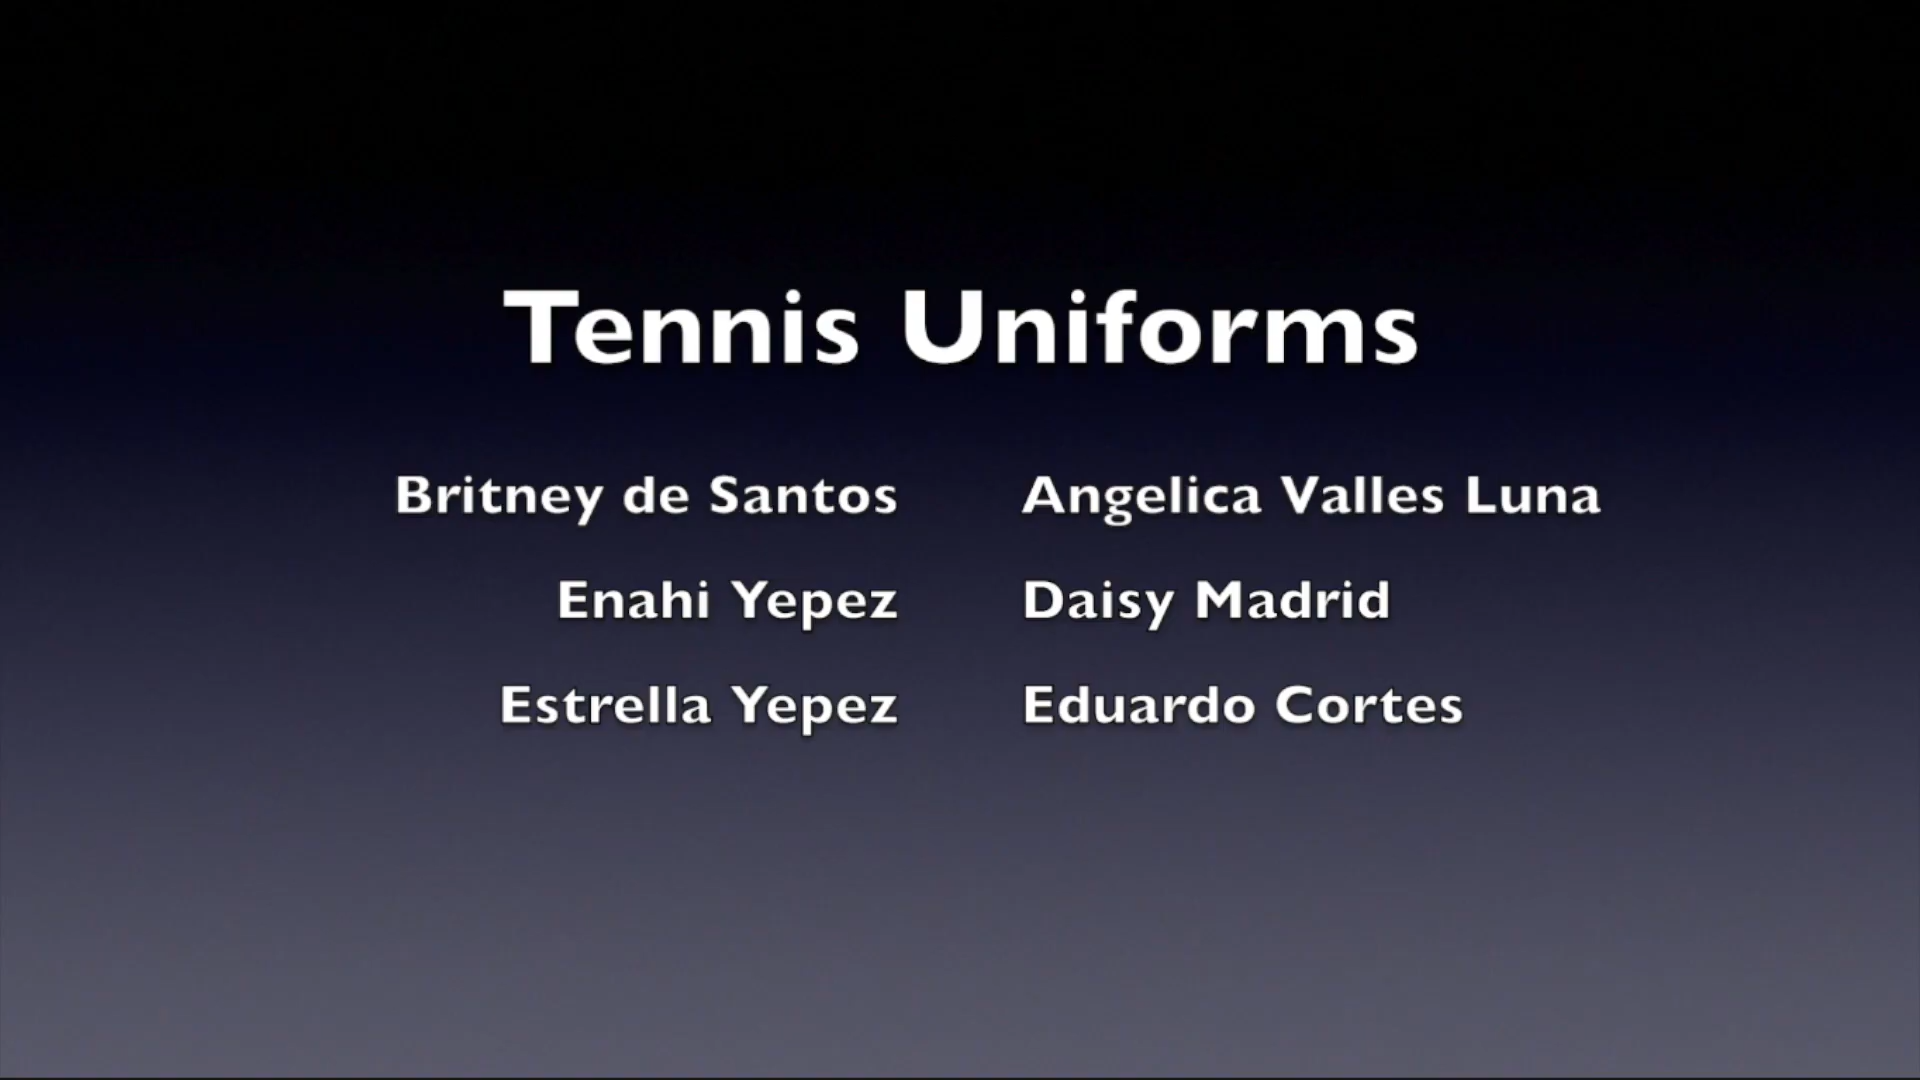 Tennis Uniforms
Britney de Santos Angelica Valles Luna
Enahi Yepez Daisy Madrid
Estrella Yepez Eduardo Cortes